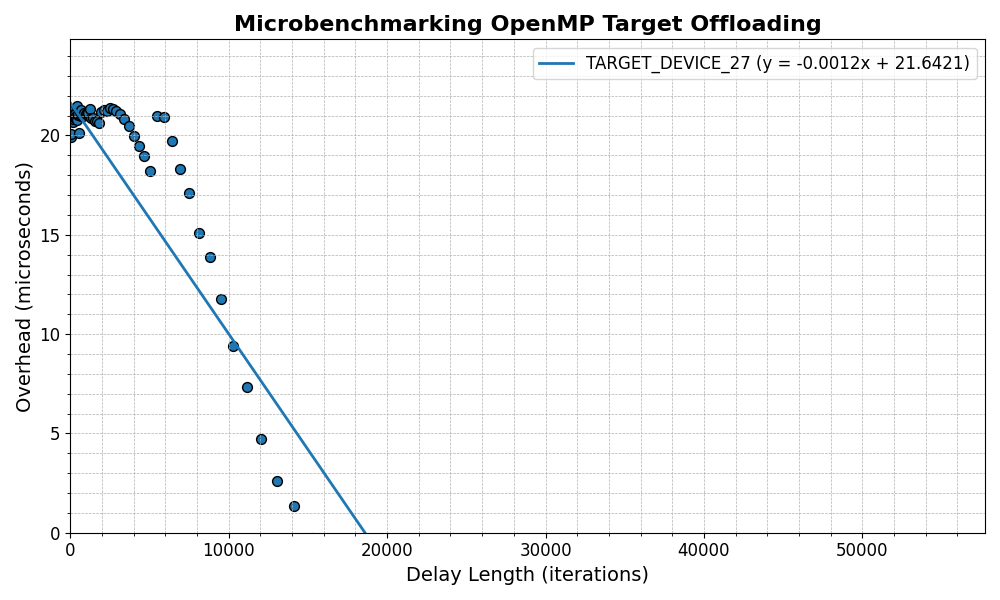 Microbenchmarking OpenMP Target Offloading
TARGET_DEVICE_27 (y = -0.0012x + 21.6421)
Overhead (microseconds)
20
15
10
5
0
0 10000 20000 30000 40000 50000
Delay Length (iterations)